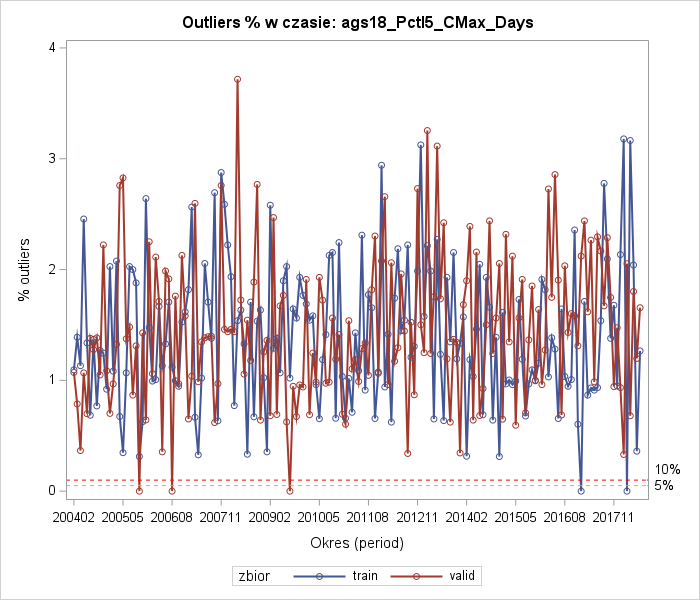 Outliers % w czasie: ags18_Pctl5_CMax_Days
4
3
2
1
0
% outliers
10%
5%
200402 200505 200608 200711 200902 201005 201108 201211 201402 201505 201608 201711
Okres (period)
zbior train valid